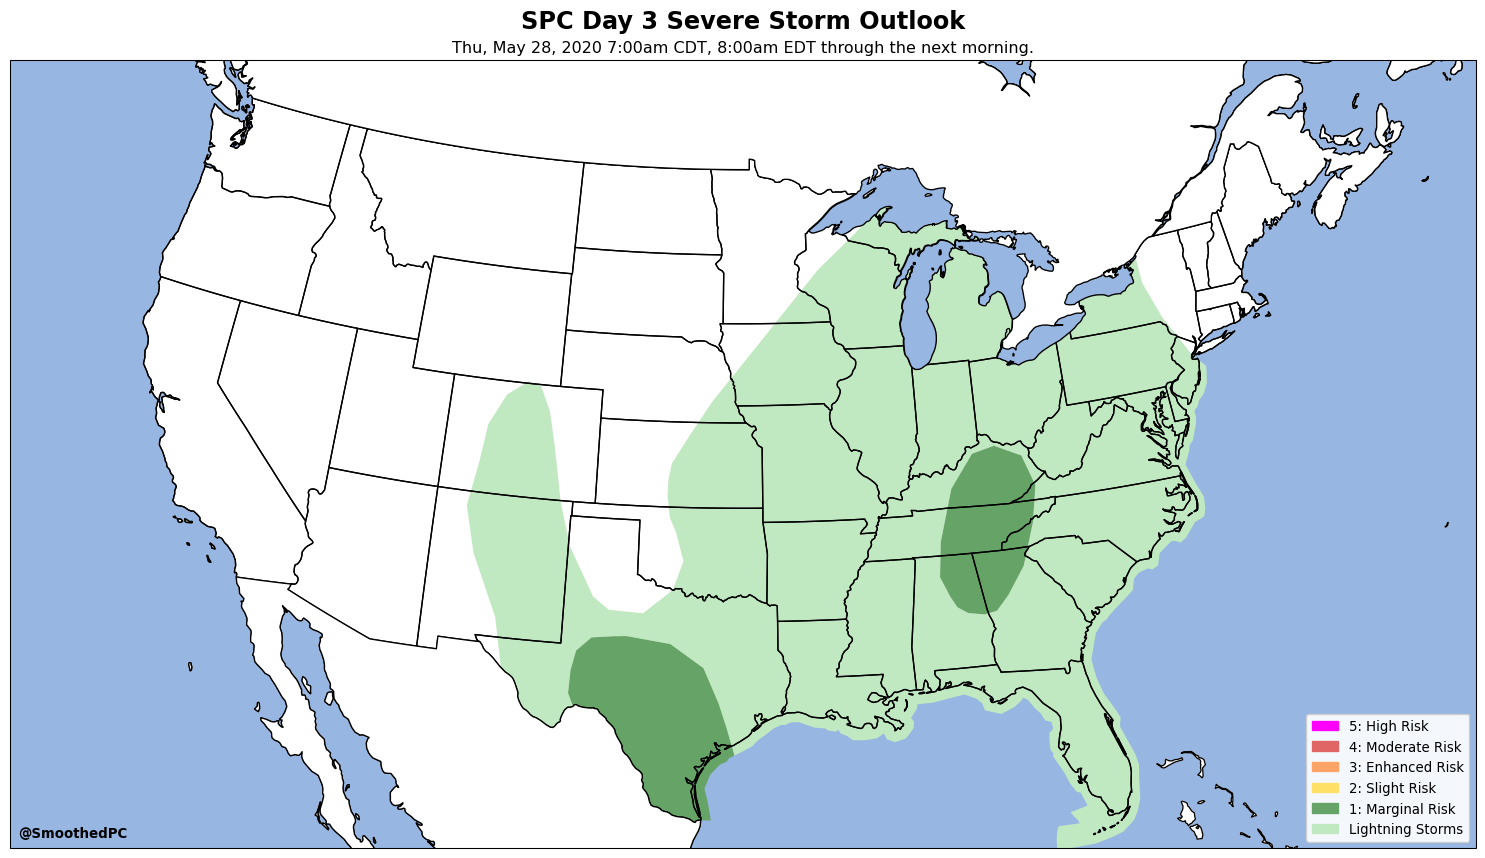 SPC Day 3 Severe Storm Outlook
Thu, May 28, 2020 7:00am CDT, 8:00am EDT through the next morning.
5: High Risk
4: Moderate Risk
3: Enhanced Risk
2: Slight Risk
1: Marginal Risk
Lightning Storms
@SmoothedPC